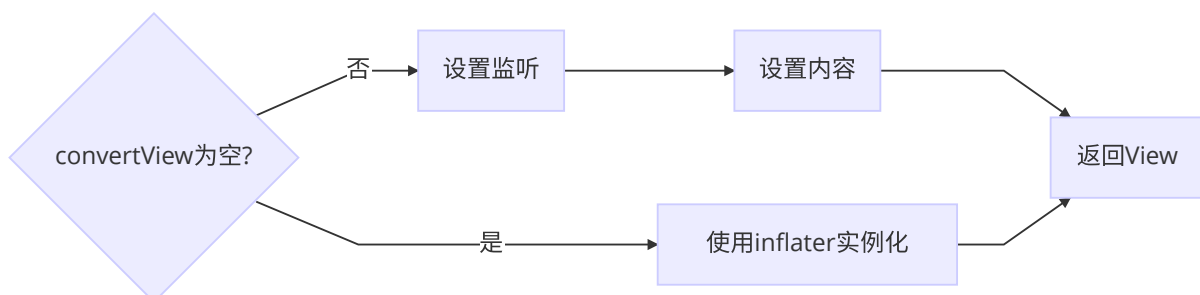 convertView为空?
否
设置监听
设置内容
返回View
是
使用inflater实例化